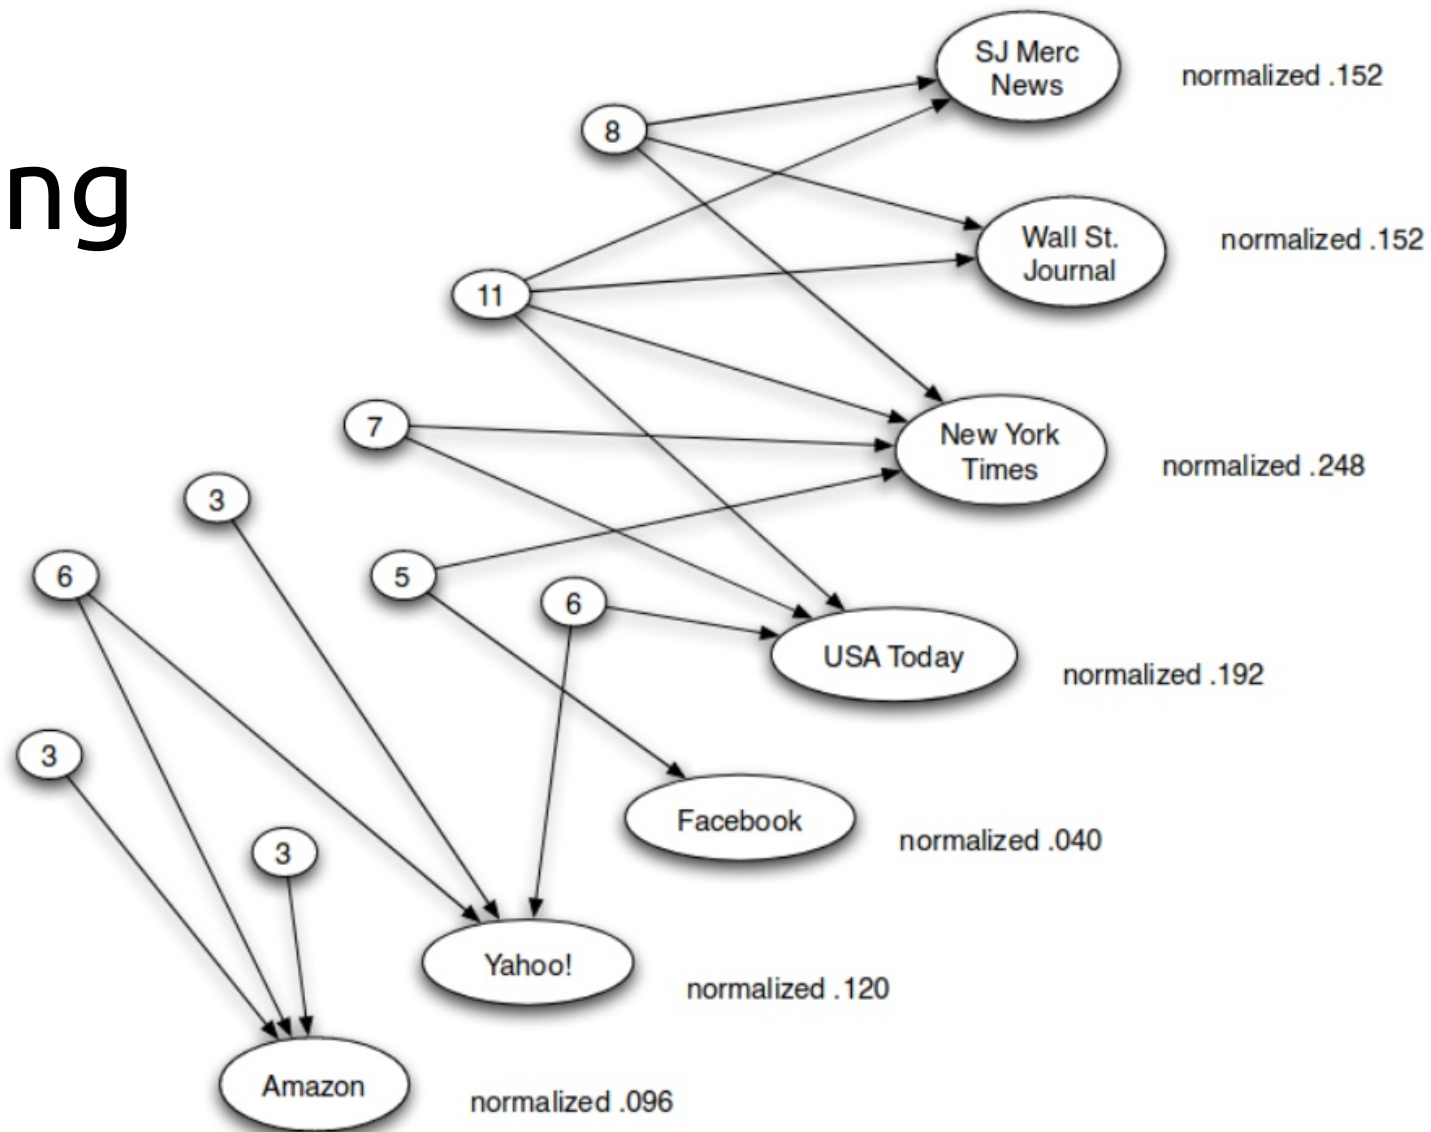 ng
SJ Merc
News
normalized .152
8
Wall St.
Journal
normalized .152
11
New York
Times
normalized .248
7
3
6
5
6
USA Today
normalized .192
3
Facebook
normalized .040
3
Yahoo!
normalized .120
Amazon
normalized .096